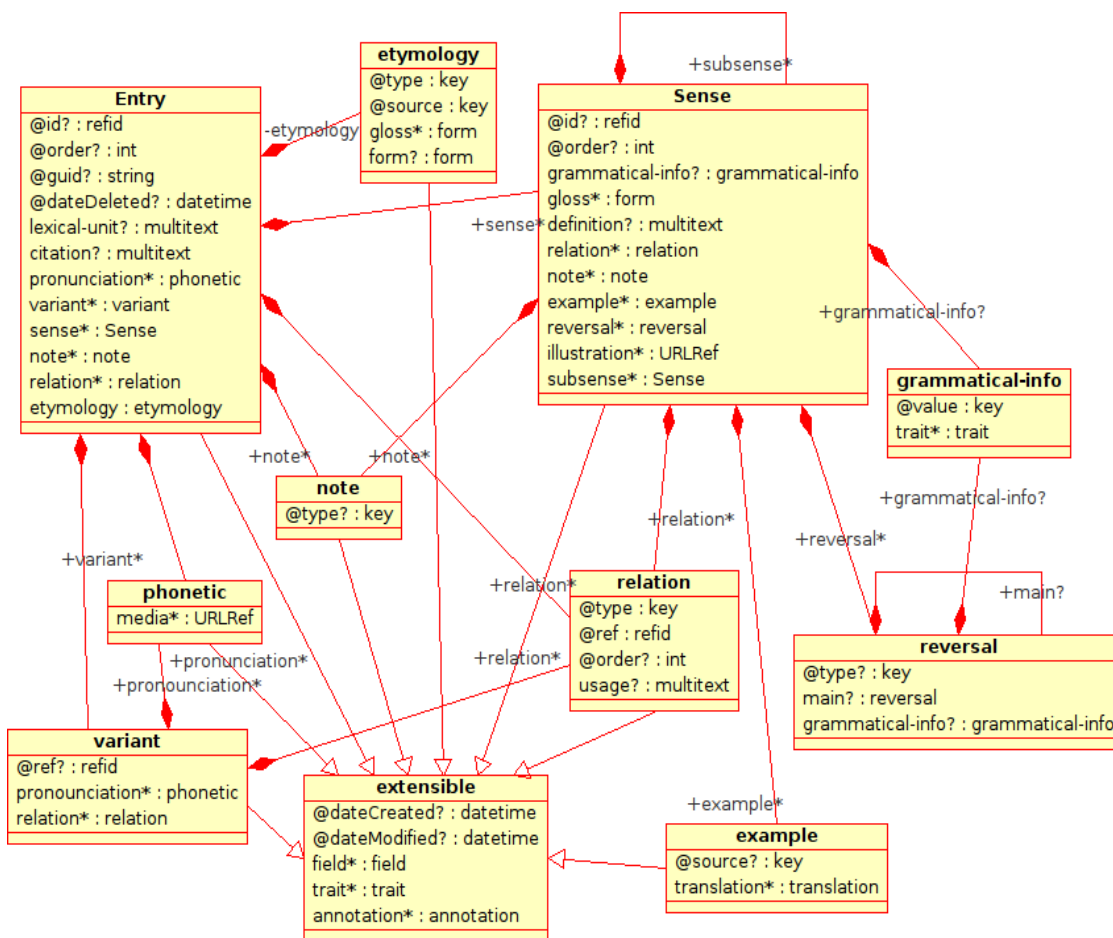 etymology
@type : key
@source : key
gloss* : form
form? : form
-etymology
Entry
@id? : refid
@order? : int
@guid? : string
@dateDeleted? : datetime
lexical-unit? : multitext
citation? : multitext
pronunciation* : phonetic
variant* : variant
sense* : Sense
note* : note
relation* : relation
etymology : etymology
+subsense*
Sense
@id? : refid
@order? : int
grammatical-info? : grammatical-info
gloss* : form
definition? : multitext
relation* : relation
note* : note
example* : example
reversal* : reversal
illustration* : URLRef
subsense* : Sense
+sense*
+grammatical-info?
grammatical-info
@value : key
trait* : trait
+grammatical-info?
+note*
+note*
note
@type? : key
+relation*
+reversal*
+variant*
phonetic
media* : URLRef
+relation*
relation
@type : key
@ref : refid
@order? : int
usage? : multitext
+main?
reversal
@type? : key
main? : reversal
grammatical-info? : grammatical-info
+pronunciation*
+relation*
+pronounciation*
variant
@ref? : refid
pronounciation* : phonetic
relation* : relation
extensible
@dateCreated? : datetime
@dateModified? : datetime
field* : field
trait* : trait
annotation* : annotation
+example*
example
@source? : key
translation* : translation